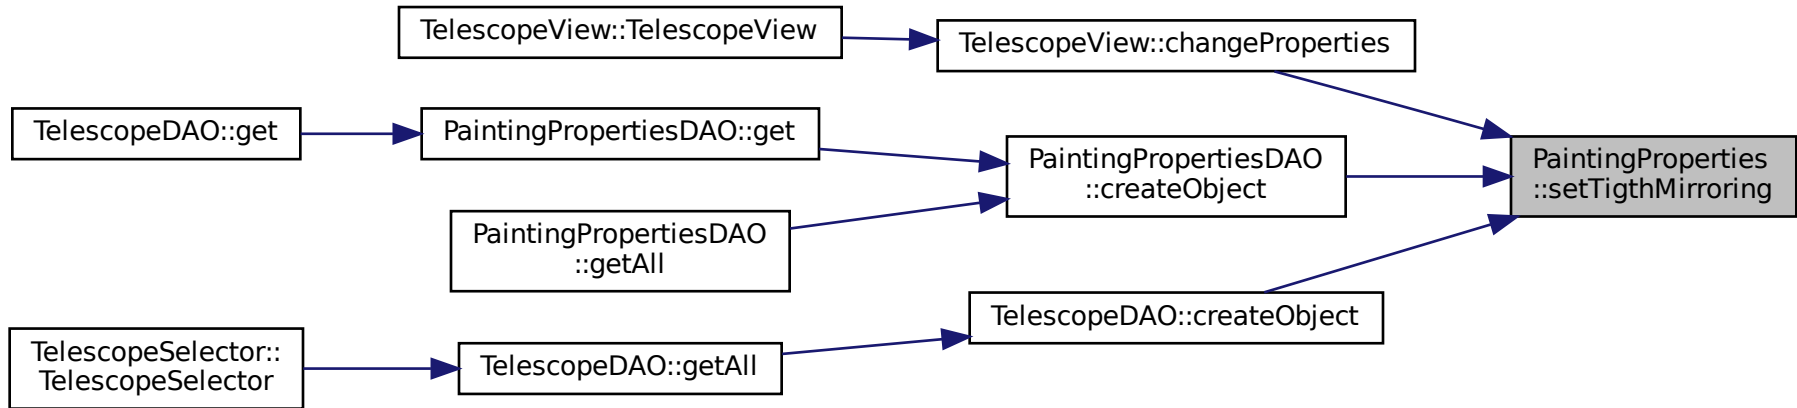 TelescopeView::TelescopeView
TelescopeView::changeProperties
TelescopeDAO::get
PaintingPropertiesDAO::get
PaintingPropertiesDAO
::createObject
PaintingProperties
::setTigthMirroring
PaintingPropertiesDAO
::getAll
TelescopeDAO::createObject
TelescopeSelector::
TelescopeSelector
TelescopeDAO::getAll